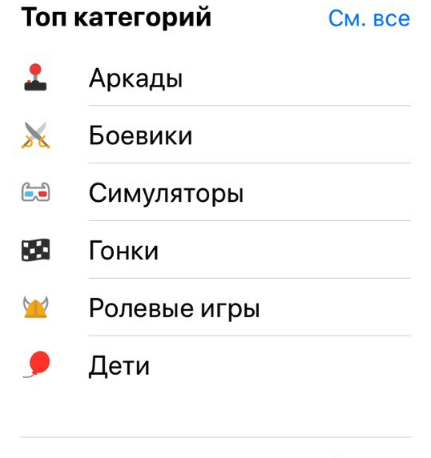 Топ категорий См. все
Аркады
Боевики
Симуляторы
Гонки
Ролевые игры
Дети